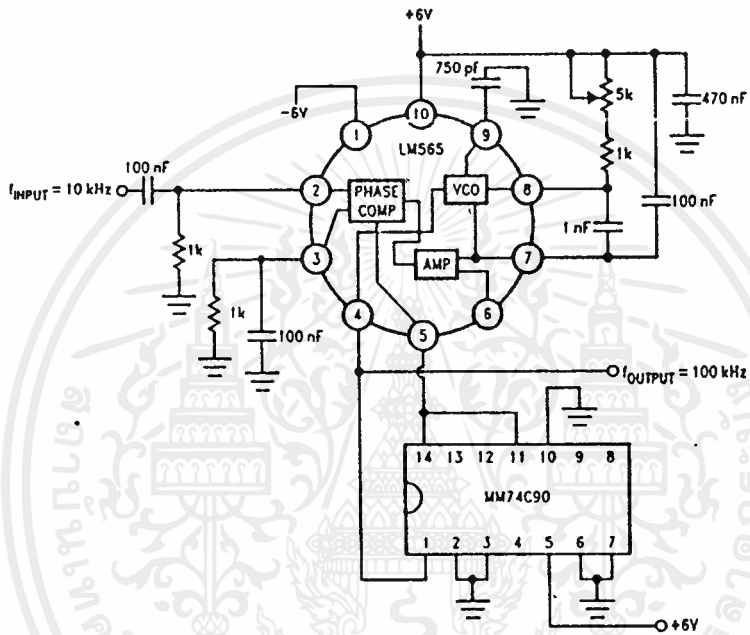 +6V
750 pf
-6V
10
9
1
LM565
5k
470 nF
100 nF
fINPUT = 10 kHz
2
PHASE
COMP
VCO
8
1k
1 nF
100 nF
1k
3
AMP
7
1k
100 nF
4
5
6
fOUTPUT = 100 kHz
14 13 12 11 10 9 8
MM74C90
1 2 3 4 5 6 7
+6V